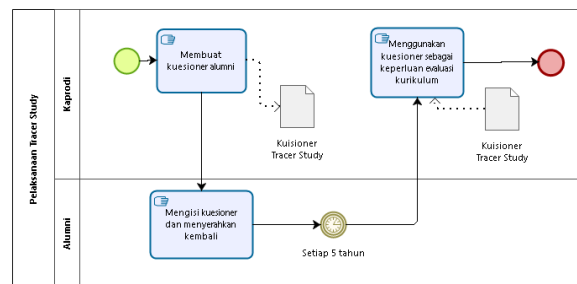 Pelaksanaan Tracer Study
Kaprodi
Membuat
kuesioner alumni
Kuisioner
Tracer Study
Menggunakan
kuesioner sebagai
keperluan evaluasi
kurikulum
Kuisioner
Tracer Study
Alumni
Mengisi kuesioner
dan menyerahkan
kembali
Setiap 5 tahun